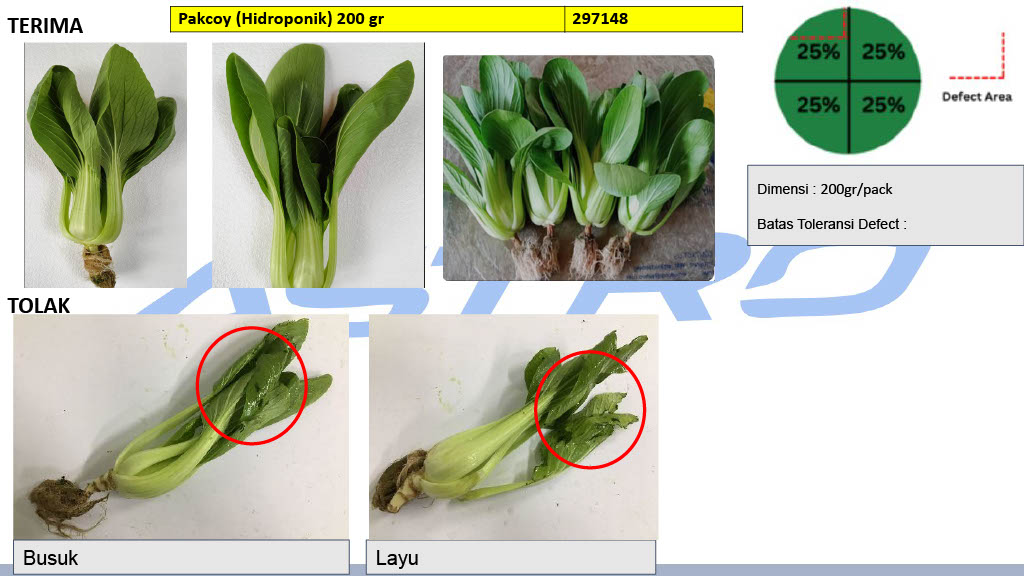 TERIMA
Pakcoy (Hidroponik) 200 gr
297148
25% 25%
25% 25%
Defect Area
Dimensi : 200gr/pack
Batas Toleransi Defect :
ASTRO
TOLAK
Busuk
Layu